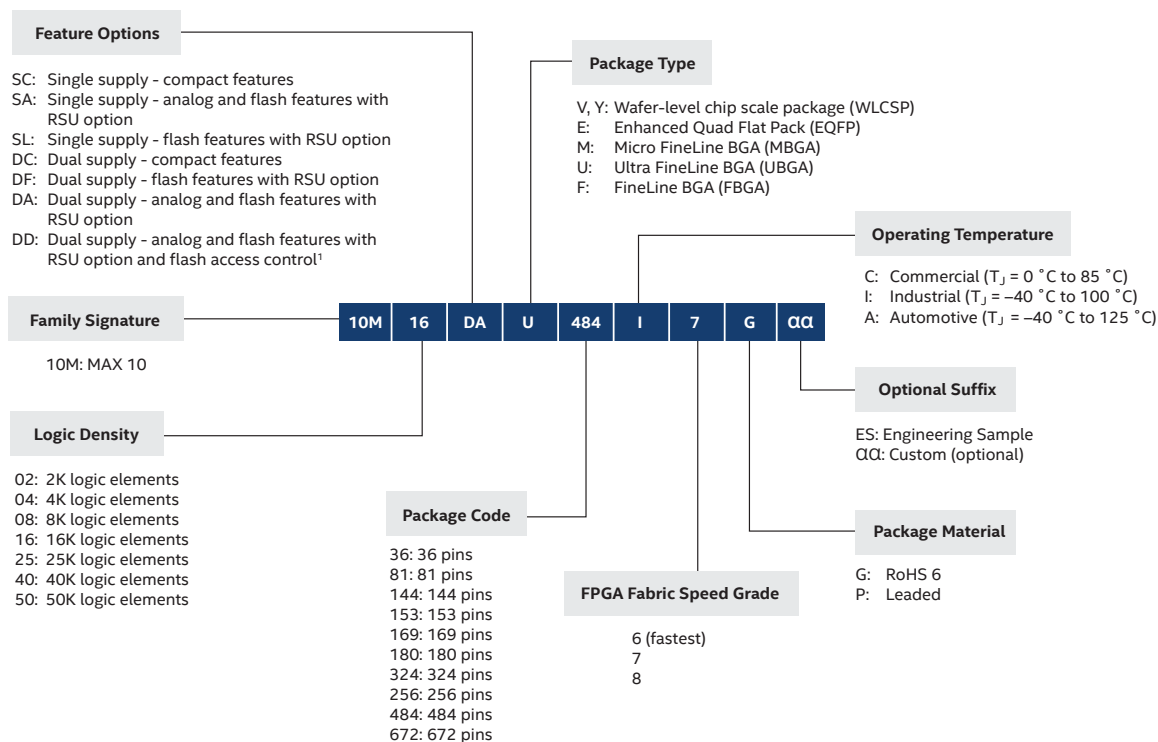 Feature Options
SC: Single supply - compact features
SA: Single supply - analog and flash features with
RSU option
SL: Single supply - flash features with RSU option
DC: Dual supply - compact features
DF: Dual supply - flash features with RSU option
DA: Dual supply - analog and flash features with
RSU option
DD: Dual supply - analog and flash features with
RSU option and flash access control¹
Package Type
V, Y: Wafer-level chip scale package (WLCSP)
E: Enhanced Quad Flat Pack (EQFP)
M: Micro FineLine BGA (MBGA)
U: Ultra FineLine BGA (UBGA)
F: FineLine BGA (FBGA)
Operating Temperature
C: Commercial (TJ = 0 ˚C to 85 ˚C)
I: Industrial (TJ = –40 ˚C to 100 ˚C)
A: Automotive (TJ = –40 ˚C to 125 ˚C)
Family Signature
10M: MAX 10
10M 16 DA U 484 I 7 G αα
Logic Density
02: 2K logic elements
04: 4K logic elements
08: 8K logic elements
16: 16K logic elements
25: 25K logic elements
40: 40K logic elements
50: 50K logic elements
Package Code
36: 36 pins
81: 81 pins
144: 144 pins
153: 153 pins
169: 169 pins
180: 180 pins
324: 324 pins
256: 256 pins
484: 484 pins
672: 672 pins
FPGA Fabric Speed Grade
6 (fastest)
7
8
Optional Suffix
ES: Engineering Sample
αα: Custom (optional)
Package Material
G: RoHS 6
P: Leaded